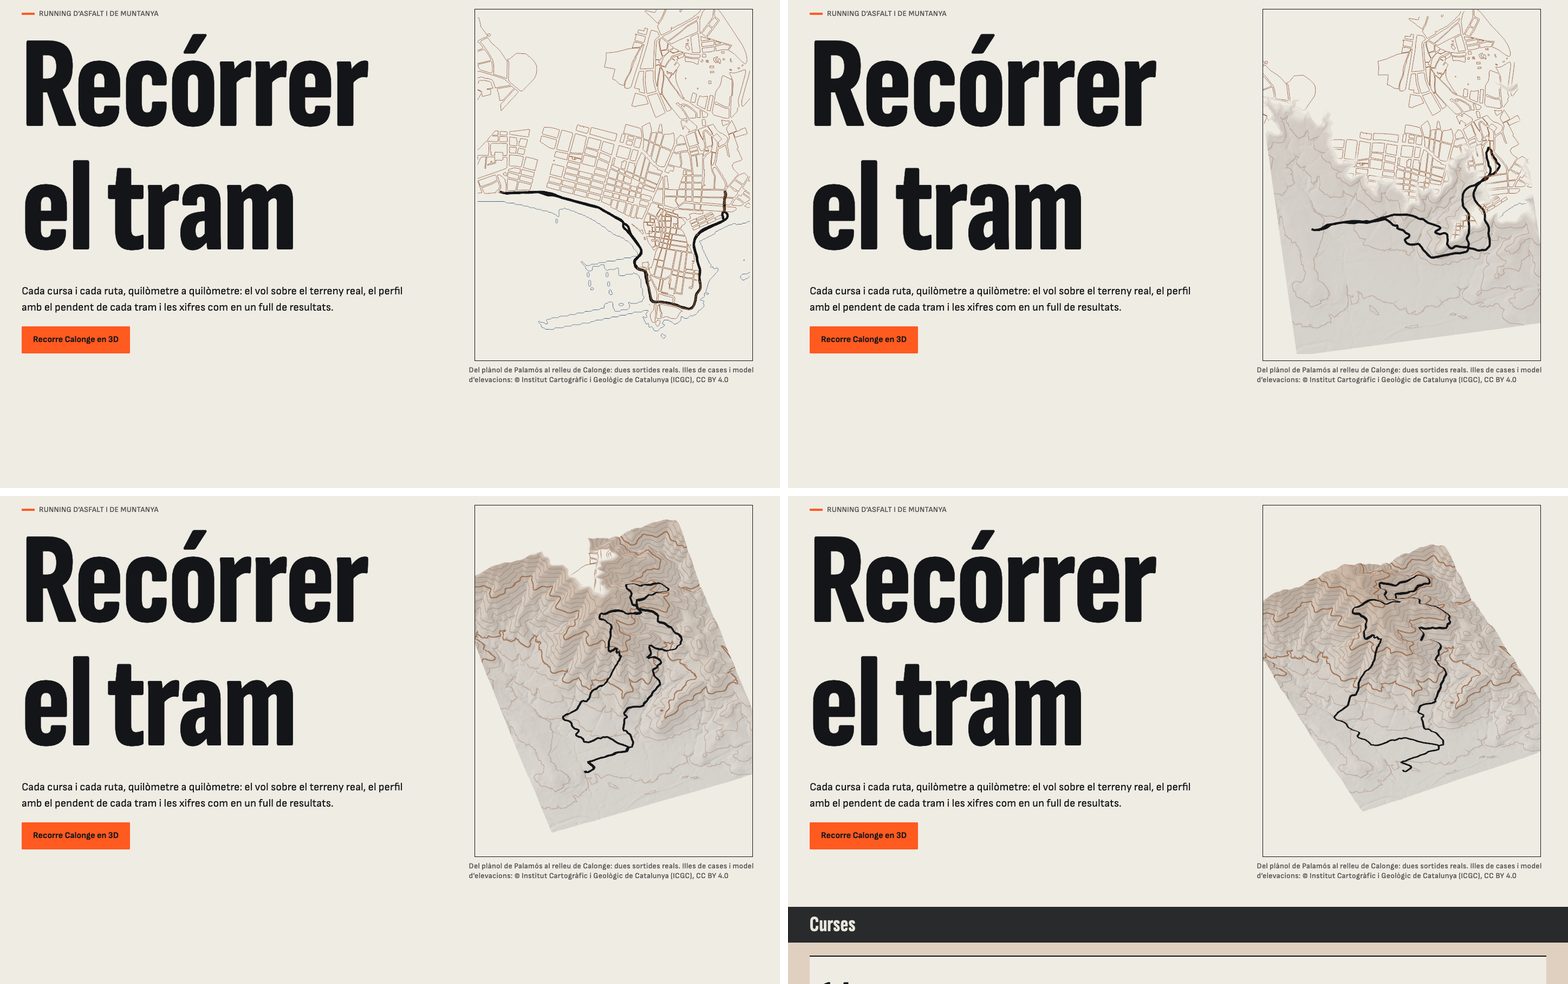 RUNNING D'ASFALT I DE MUNTANYA
Recórrer
el tram
Cada cursa i cada ruta, quilòmetre a quilòmetre: el vol sobre el terreny real, el perfil
amb el pendent de cada tram i les xifres com en un full de resultats.
Recorre Calonge en 3D
Del plànol de Palamós al relleu de Calonge: dues sortides reals. Illes de cases i model
d'elevacions: © Institut Cartogràfic i Geològic de Catalunya (ICGC), CC BY 4.0
RUNNING D'ASFALT I DE MUNTANYA
Recórrer
el tram
Cada cursa i cada ruta, quilòmetre a quilòmetre: el vol sobre el terreny real, el perfil
amb el pendent de cada tram i les xifres com en un full de resultats.
Recorre Calonge en 3D
Del plànol de Palamós al relleu de Calonge: dues sortides reals. Illes de cases i model
d'elevacions: © Institut Cartogràfic i Geològic de Catalunya (ICGC), CC BY 4.0
RUNNING D'ASFALT I DE MUNTANYA
Recórrer
el tram
Cada cursa i cada ruta, quilòmetre a quilòmetre: el vol sobre el terreny real, el perfil
amb el pendent de cada tram i les xifres com en un full de resultats.
Recorre Calonge en 3D
Del plànol de Palamós al relleu de Calonge: dues sortides reals. Illes de cases i model
d'elevacions: © Institut Cartogràfic i Geològic de Catalunya (ICGC), CC BY 4.0
RUNNING D'ASFALT I DE MUNTANYA
Recórrer
el tram
Cada cursa i cada ruta, quilòmetre a quilòmetre: el vol sobre el terreny real, el perfil
amb el pendent de cada tram i les xifres com en un full de resultats.
Recorre Calonge en 3D
Del plànol de Palamós al relleu de Calonge: dues sortides reals. Illes de cases i model
d'elevacions: © Institut Cartogràfic i Geològic de Catalunya (ICGC), CC BY 4.0
Curses